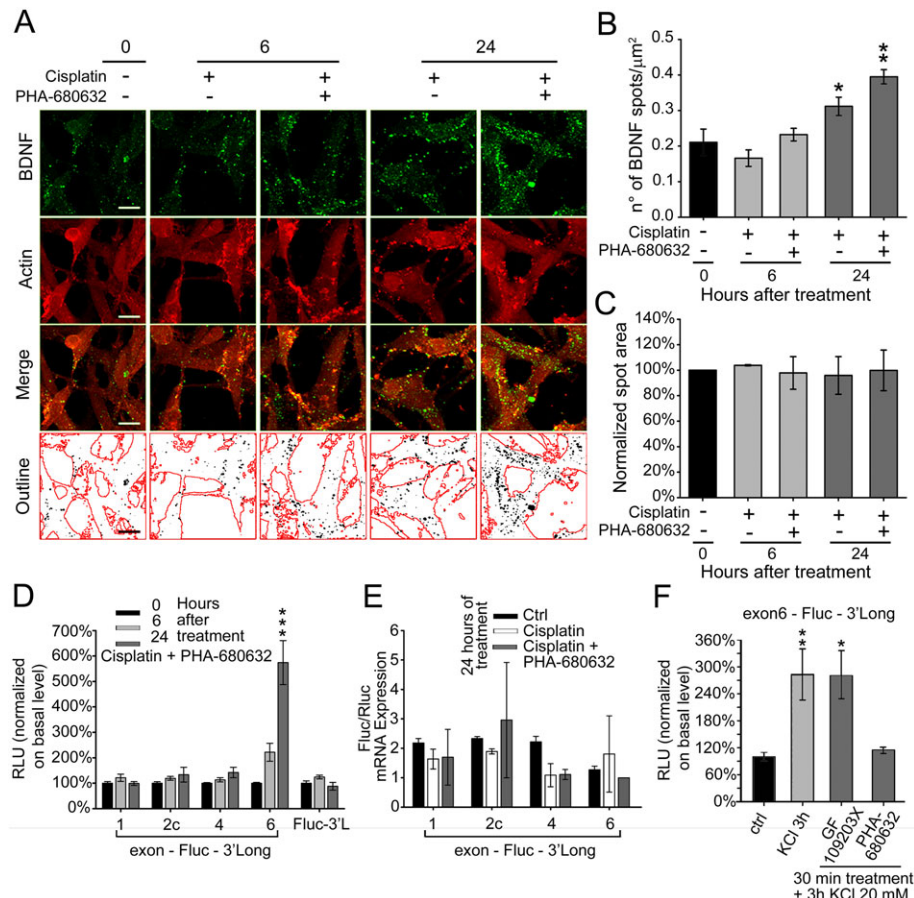 A
0 6 24
Cisplatin - + + + +
PHA-680632 - - + - +
BDNF
Actin
Merge
Outline
B
n° of BDNF spots/µm²
0.5
0.4
0.3
0.2
0.1
0.0
* **
Cisplatin - + + + +
PHA-680632 - - + - +
0 6 24
Hours after treatment
C
Normalized spot area
140%
120%
100%
80%
60%
40%
20%
0%
Cisplatin - + + + +
PHA-680632 - - + - +
0 6 24
Hours after treatment
D
0 Hours
6 after
24 treatment
Cisplatin + PHA-680632
RLU (normalized
on basal level)
700%
600%
500%
400%
300%
200%
100%
0%
***
1 2c 4 6 Fluc-3'L
exon - Fluc - 3'Long
E
24 hours of
treatment
Ctrl
Cisplatin
Cisplatin +
PHA-680632
Fluc/Rluc
mRNA Expression
6
5
4
3
2
1
0
1 2c 4 6
exon - Fluc - 3'Long
F
exon6 - Fluc - 3'Long
RLU (normalized
on basal level)
360%
300%
240%
180%
120%
60%
0%
** *
ctrl
KCl 3h
GF
109203X
PHA-
680632
30 min treatment
+ 3h KCl 20 mM